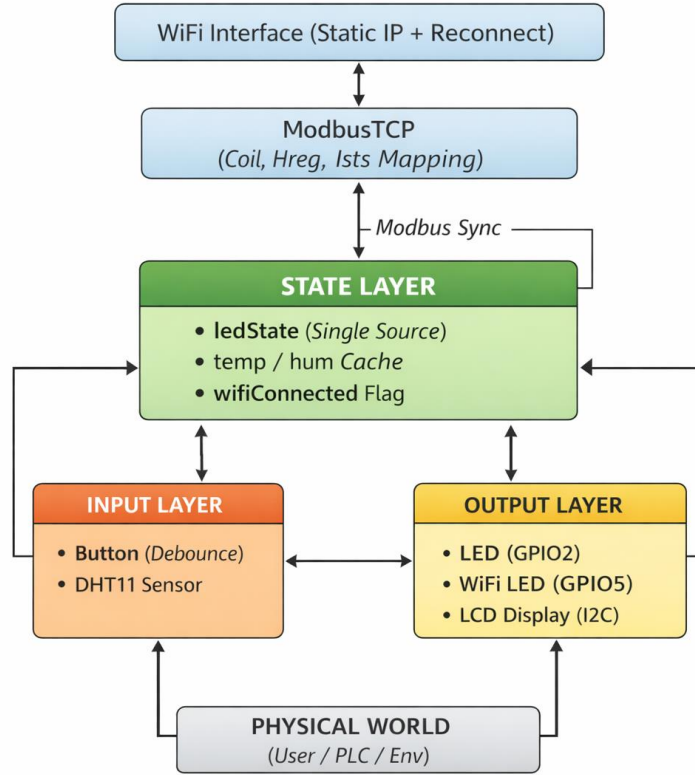 WiFi Interface (Static IP + Reconnect)
ModbusTCP
(Coil, Hreg, Ists Mapping)
Modbus Sync
STATE LAYER
• ledState (Single Source)
• temp / hum Cache
• wifiConnected Flag
INPUT LAYER
• Button (Debounce)
• DHT11 Sensor
OUTPUT LAYER
• LED (GPIO2)
• WiFi LED (GPIO5)
• LCD Display (I2C)
PHYSICAL WORLD
(User / PLC / Env)